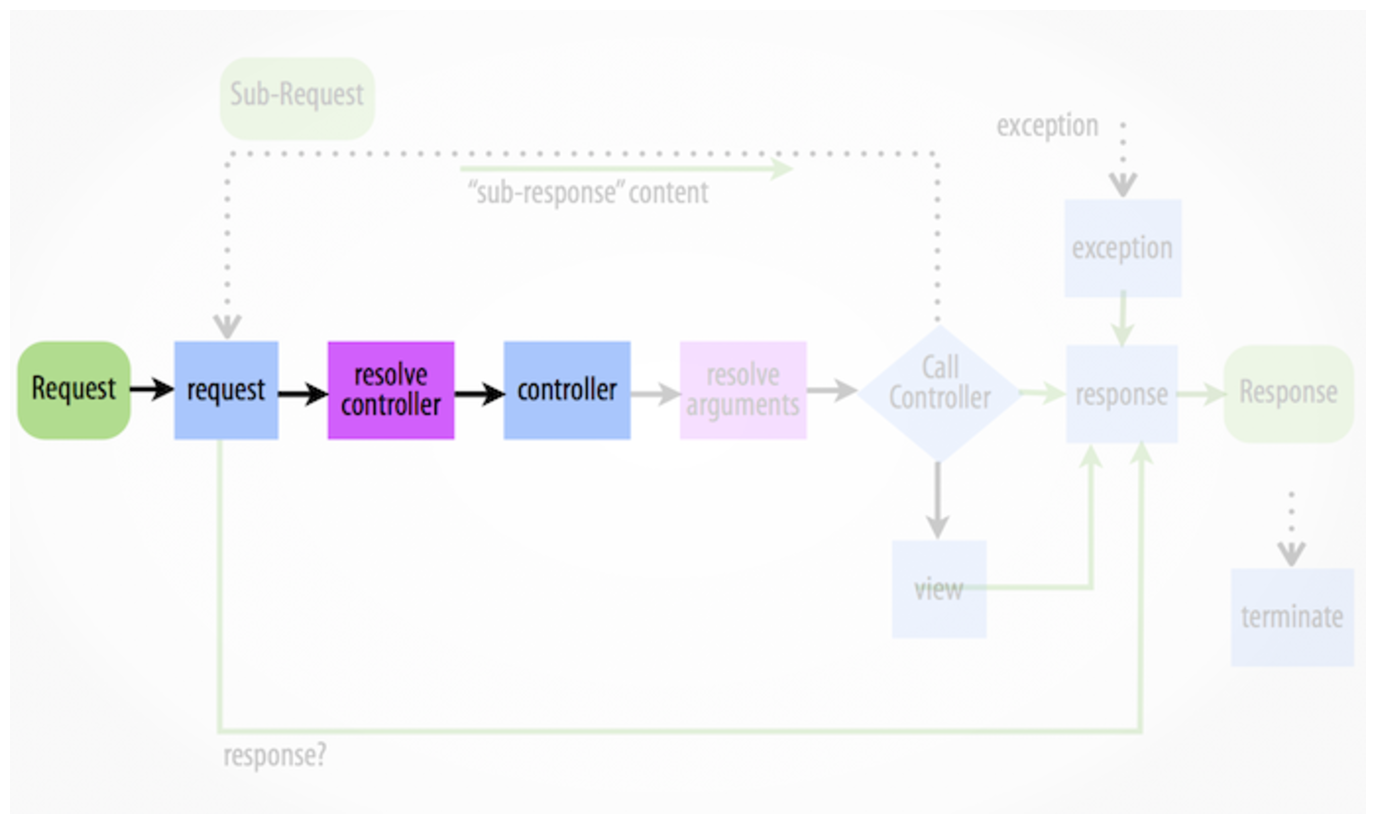 Sub-Request
exception
“sub-response” content
exception
Request
request
resolve
controller
controller
resolve
arguments
Call
Controller
response
Response
view
terminate
response?